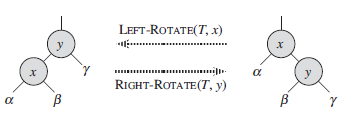 LEFT-ROTATE(T, x)
RIGHT-ROTATE(T, y)
y
x
γ
α
β
x
α
y
β
γ